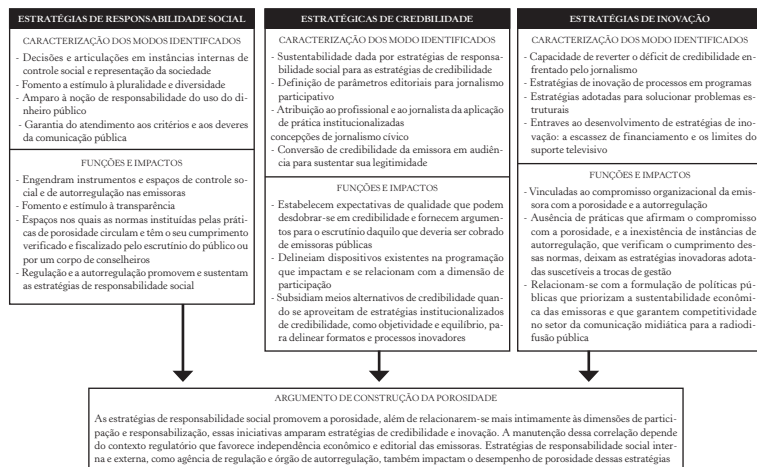 ESTRATÉGIAS DE RESPONSABILIDADE SOCIAL
CARACTERIZAÇÃO DOS MODOS IDENTIFCADOS
- Decisões e articulações em instâncias internas de
controle social e representação da sociedade
- Fomento a estímulo à pluralidade e diversidade
- Amparo à noção de responsabilidade do uso do di-
nheiro público
- Garantia do atendimento aos critérios e aos deveres
da comunicação pública
FUNÇÕES E IMPACTOS
- Engendram instrumentos e espaços de controle so-
cial e de autorregulação nas emissoras
- Fomento e estímulo à transparência
- Espaços nos quais as normas instituídas pelas práti-
cas de porosidade circulam e têm o seu cumprimento
verificado e fiscalizado pelo escrutínio do público ou
por um corpo de conselheiros
- Regulação e a autorregulação promovem e sustentam
as estratégias de responsabilidade social
ESTRATÉGICAS DE CREDBILIDADE
CARACTERIZAÇÃO DOS MODO IDENTIFICADOS
- Sustentabilidade dada por estratégias de responsa-
bilidade social para as estratégias de credibilidade
- Definição de parâmetros editoriais para jornalismo
participativo
- Atribuição ao profissional e ao jornalista da aplicação
de prática institucionalizadas
concepções de jornalismo cívico
- Conversão de credibilidade da emissora em audiên-
cia para sustentar sua legitimidade
FUNÇÕES E IMPACTOS
- Estabelecem expectativas de qualidade que podem
desdobrar-se em credibilidade e fornecem argumen-
tos para o escrutínio daquilo que deveria ser cobrado
de emissoras públicas
- Delineiam dispositivos existentes na programação
que impactam e se relacionam com a dimensão de
participação
- Subsidiam meios alternativos de credibilidade quan-
do se aproveitam de estratégias institucionalizados
de credibilidade, como objetividade e equilíbrio, pa-
ra delinear formatos e processos inovadores
ESTRATÉGIAS DE INOVAÇÃO
CARACTERIZAÇÃO DOS MODOS IDENTIFICADOS
- Capacidade de reverter o déficit de credibilidade en-
frentado pelo jornalismo
- Estratégias de inovação de processos em programas
- Estratégias adotadas para solucionar problemas es-
truturais
- Entraves ao desenvolvimento de estratégias de ino-
vação: a escassez de financiamento e os limites do
suporte televisivo
FUNÇÕES E IMPACTOS
- Vinculadas ao compromisso organizacional da emis-
sora com a porosidade e a autorregulação
- Ausência de práticas que afirmam o compromisso
com a porosidade, e a inexistência de instâncias de
autorregulação, que verificam o cumprimento des-
sas normas, deixam as estratégias inovadoras adota-
das suscetíveis a trocas de gestão
- Relacionam-se com a formulação de políticas pú-
blicas que priorizam a sustentabilidade econômi-
ca das emissoras e que garantem competitividade
no setor da comunicação midiática para a radiodi-
fusão pública
ARGUMENTO DE CONSTRUÇÃO DA POROSIDADE
As estratégias de responsabilidade social promovem a porosidade, além de relacionarem-se mais intimamente às dimensões de partici-
pação e responsabilização, essas iniciativas amparam estratégias de credibilidade e inovação. A manutenção dessa correlação depende
do contexto regulatório que favorece independência econômico e editorial das emissoras. Estratégias de responsabilidade social inter-
na e externa, como agência de regulação e órgão de autorregulação, também impactam o desempenho de porosidade dessas estratégias